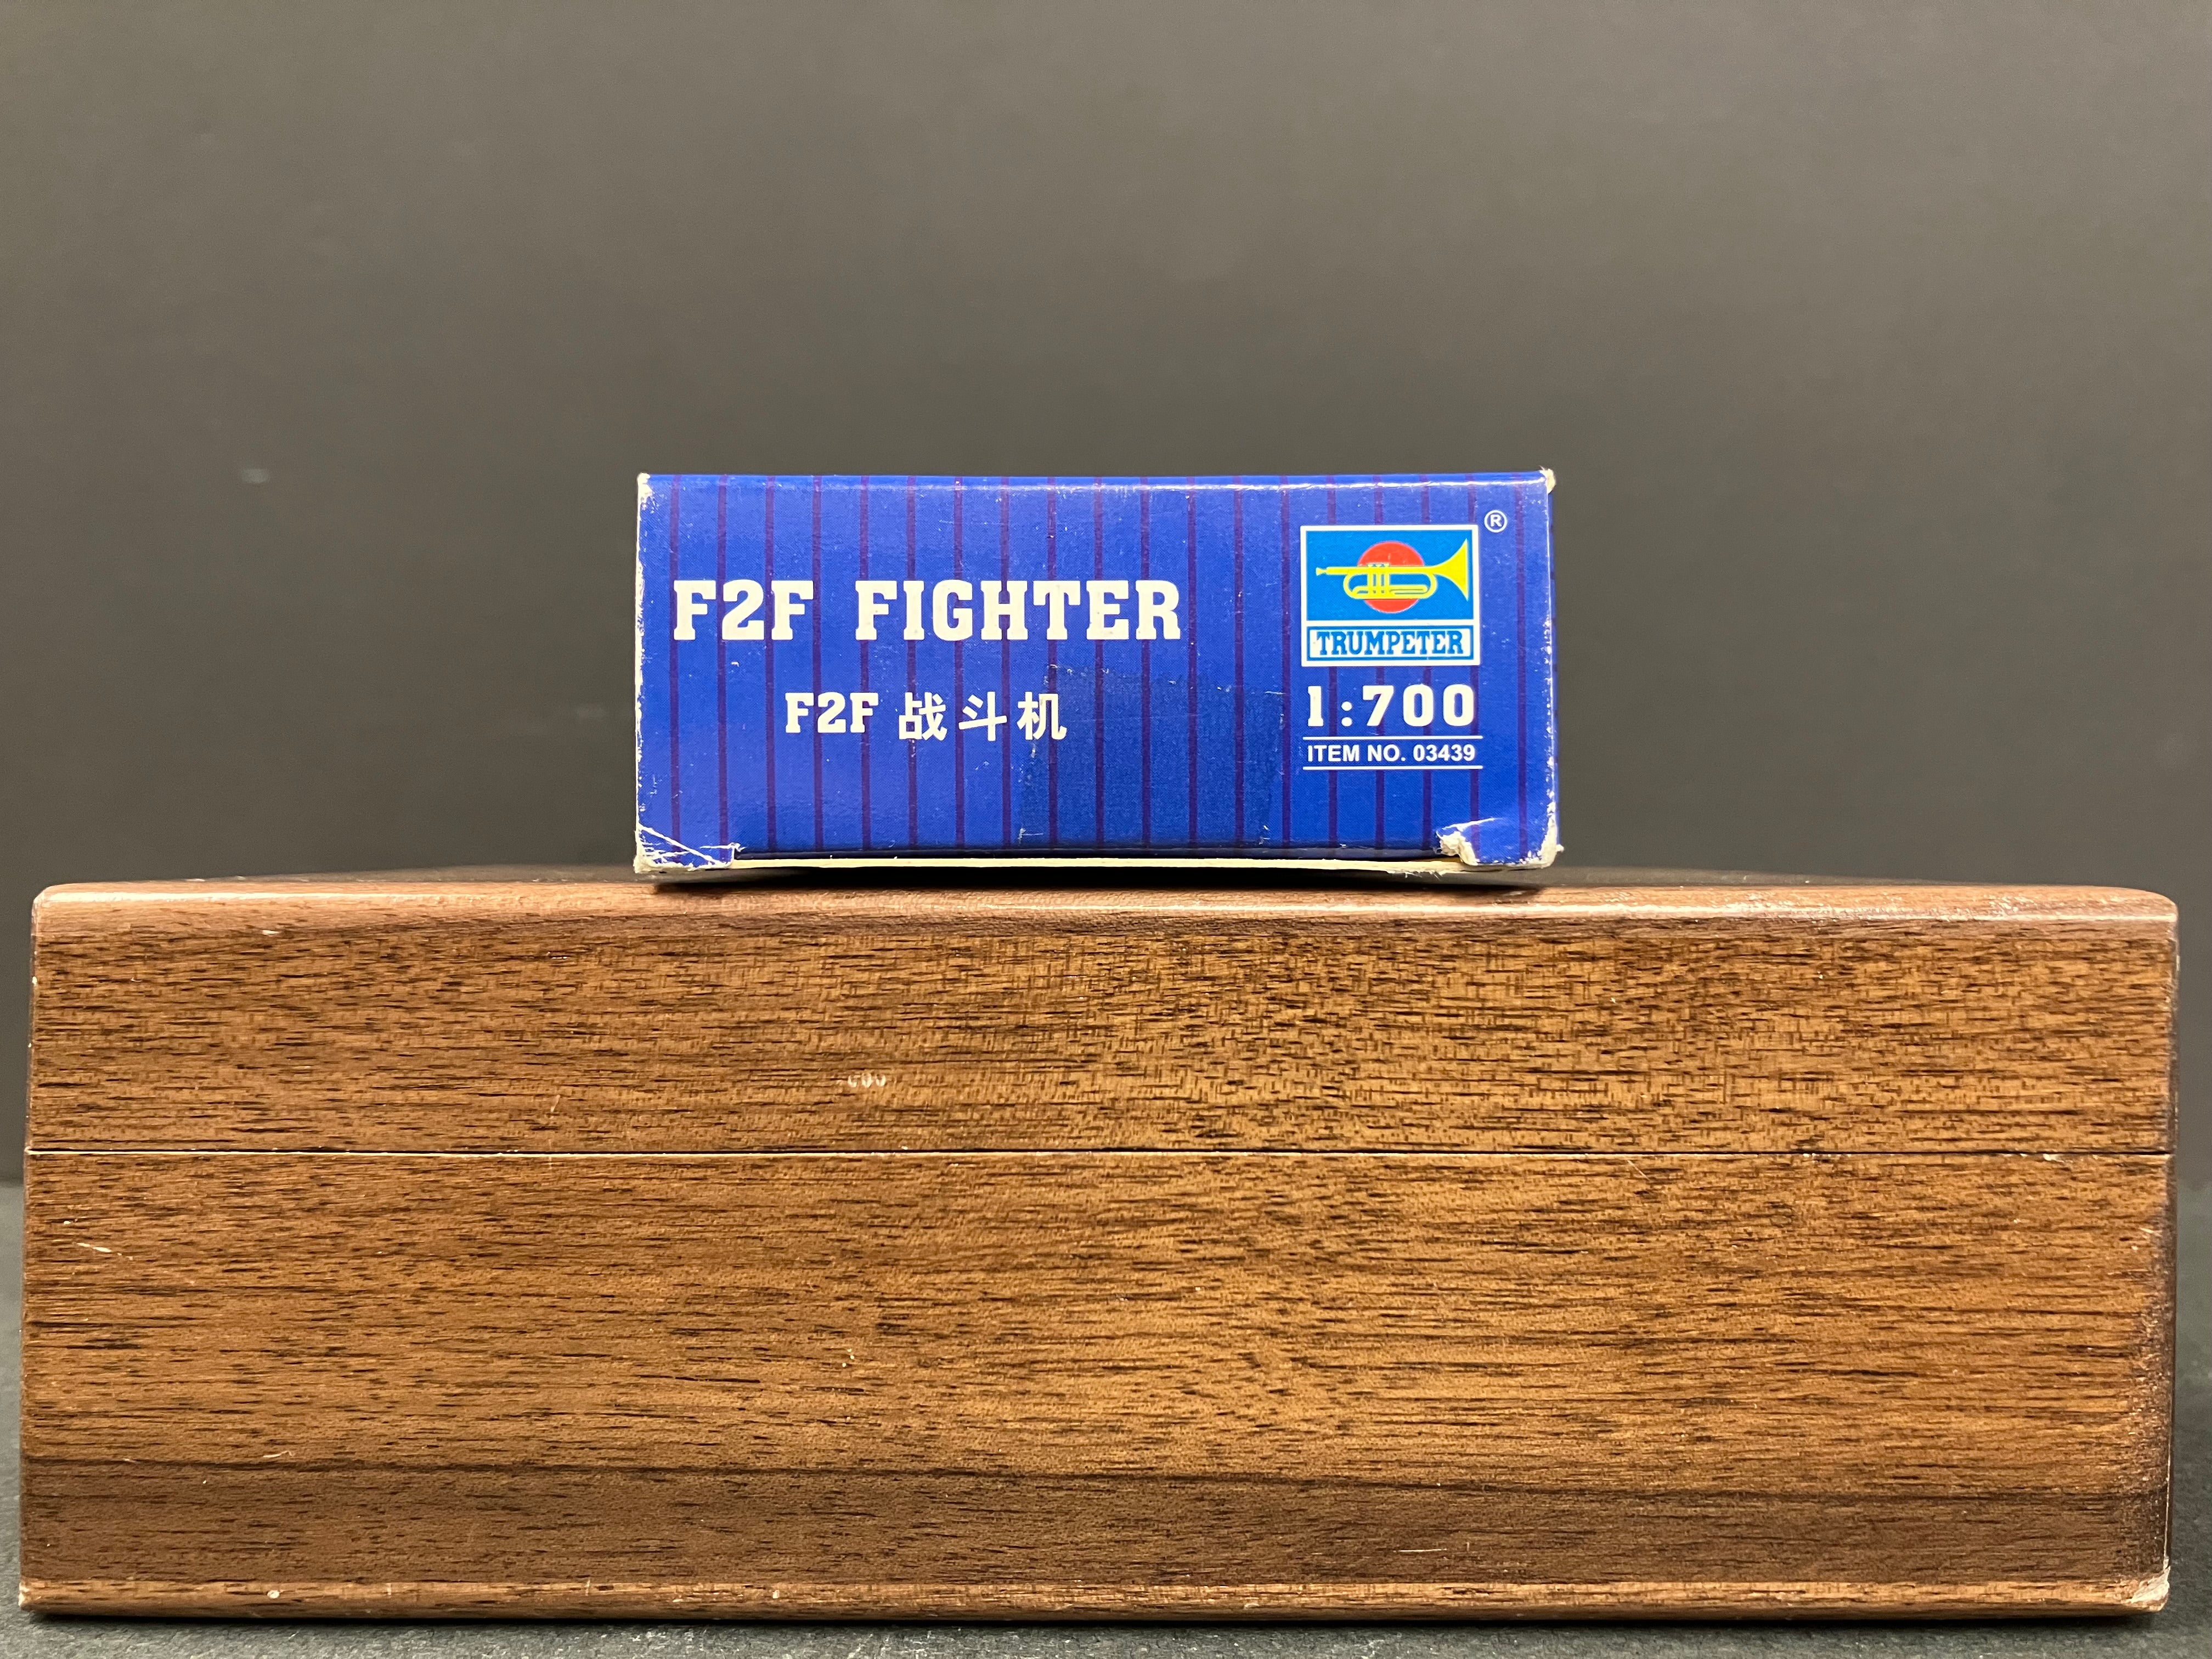 F2F FIGHTER
F2F 战斗机
®
TRUMPETER
1:700
ITEM NO. 03439